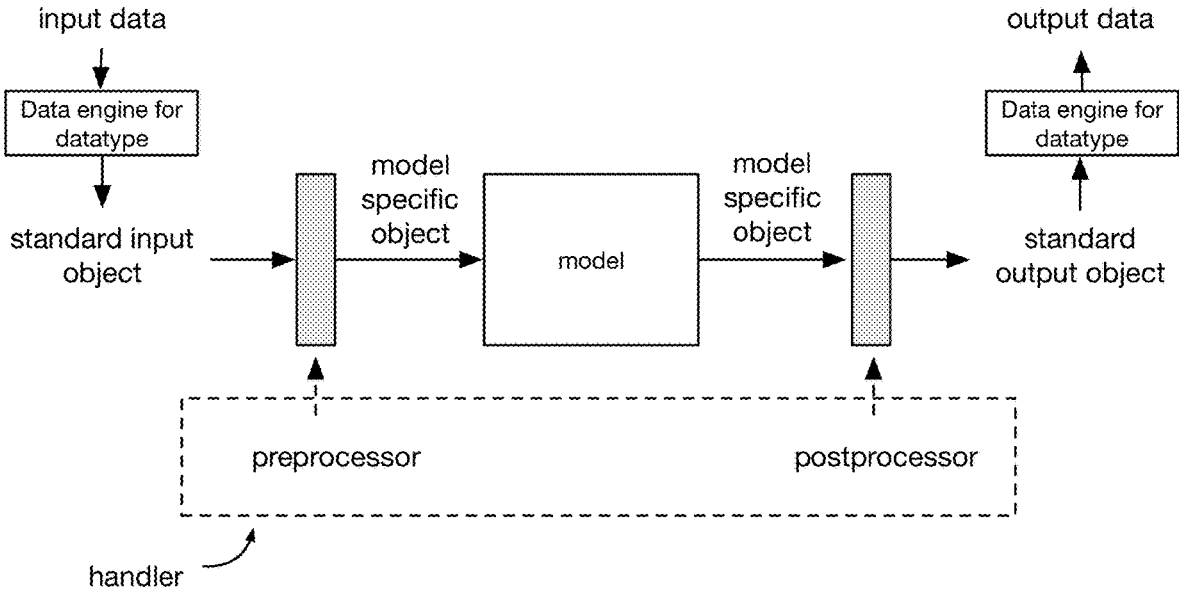 input data
output data
Data engine for
datatype
Data engine for
datatype
model
specific
object
model
specific
object
standard input
object
model
standard
output object
preprocessor
postprocessor
handler